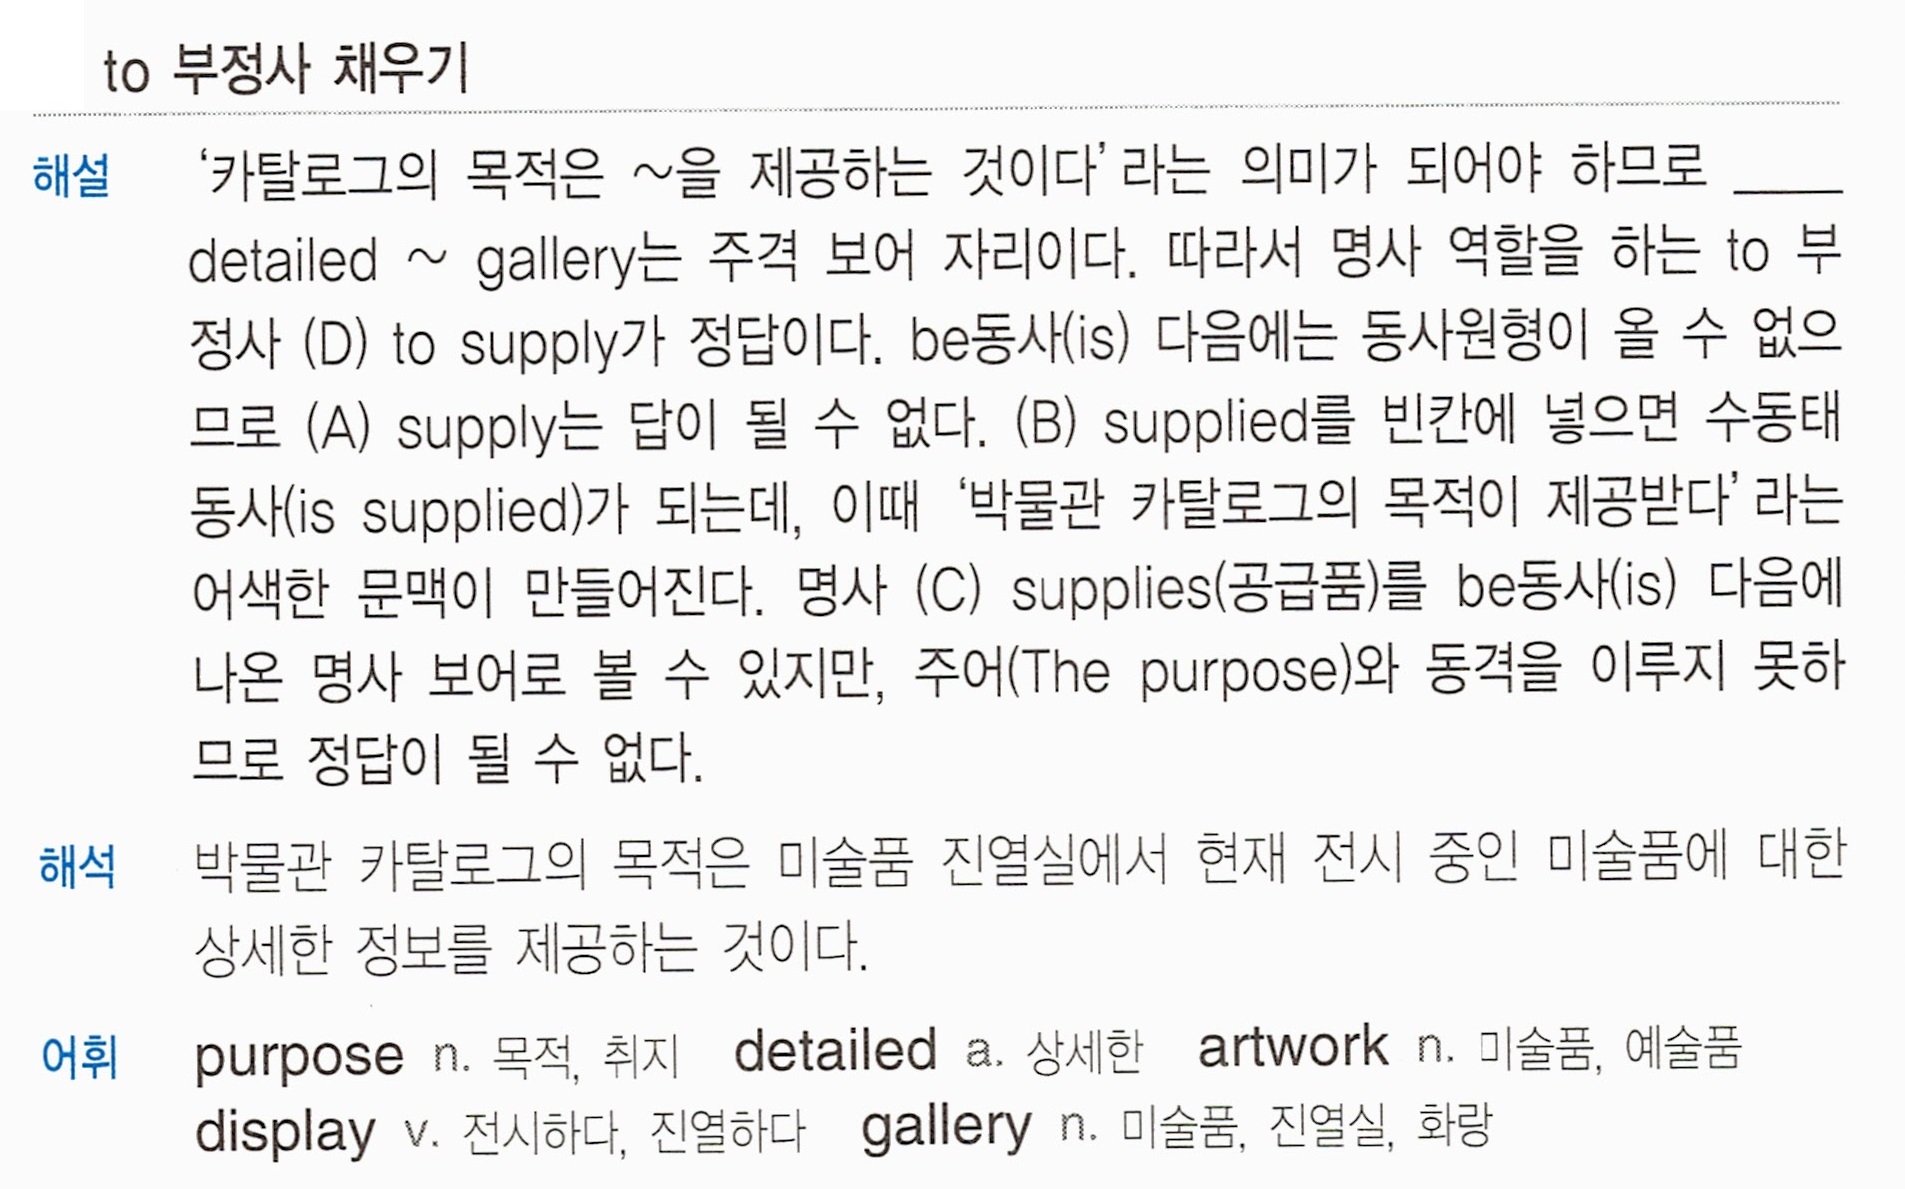 to 부정사 채우기
해설 ‘카탈로그의 목적은 ~을 제공하는 것이다’라는 의미가 되어야 하므로 ____
detailed ~ gallery는 주격 보어 자리이다. 따라서 명사 역할을 하는 to 부
정사 (D) to supply가 정답이다. be동사(is) 다음에는 동사원형이 올 수 없으
므로 (A) supply는 답이 될 수 없다. (B) supplied를 빈칸에 넣으면 수동태
동사(is supplied)가 되는데, 이때 ‘박물관 카탈로그의 목적이 제공받다’라는
어색한 문맥이 만들어진다. 명사 (C) supplies(공급품)를 be동사(is) 다음에
나온 명사 보어로 볼 수 있지만, 주어(The purpose)와 동격을 이루지 못하
므로 정답이 될 수 없다.
해석 박물관 카탈로그의 목적은 미술품 진열실에서 현재 전시 중인 미술품에 대한
상세한 정보를 제공하는 것이다.
어휘 purpose n. 목적, 취지 detailed a. 상세한 artwork n. 미술품, 예술품
display v. 전시하다, 진열하다 gallery n. 미술품, 진열실, 화랑